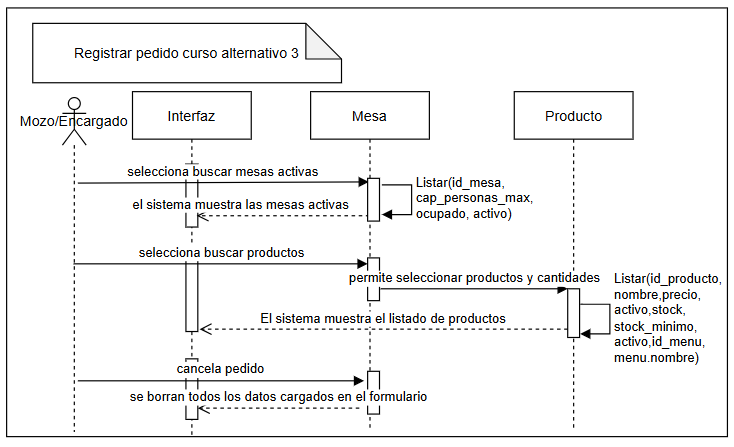 Registrar pedido curso alternativo 3
Mozo/Encargado
Interfaz
Mesa
Producto
selecciona buscar mesas activas
Listar(id_mesa,
cap_personas_max,
ocupado, activo)
el sistema muestra las mesas activas
selecciona buscar productos
permite seleccionar productos y cantidades
Listar(id_producto,
nombre,precio,
activo,stock,
stock_minimo,
activo,id_menu,
menu.nombre)
El sistema muestra el listado de productos
cancela pedido
se borran todos los datos cargados en el formulario